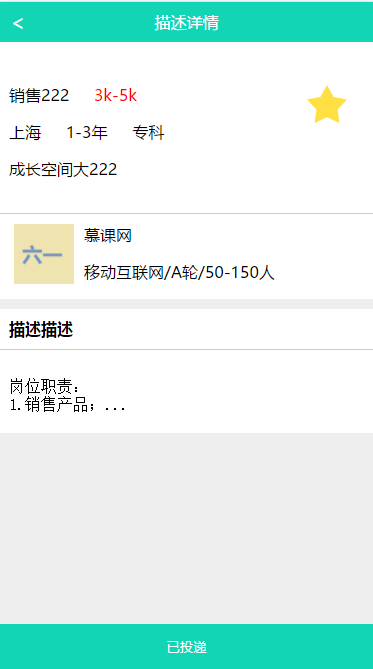 < 描述详情
销售222 3k-5k
上海 1-3年 专科
成长空间大222
六一
慕课网
移动互联网/A轮/50-150人
描述描述
岗位职责：
1.销售产品；...
已投递